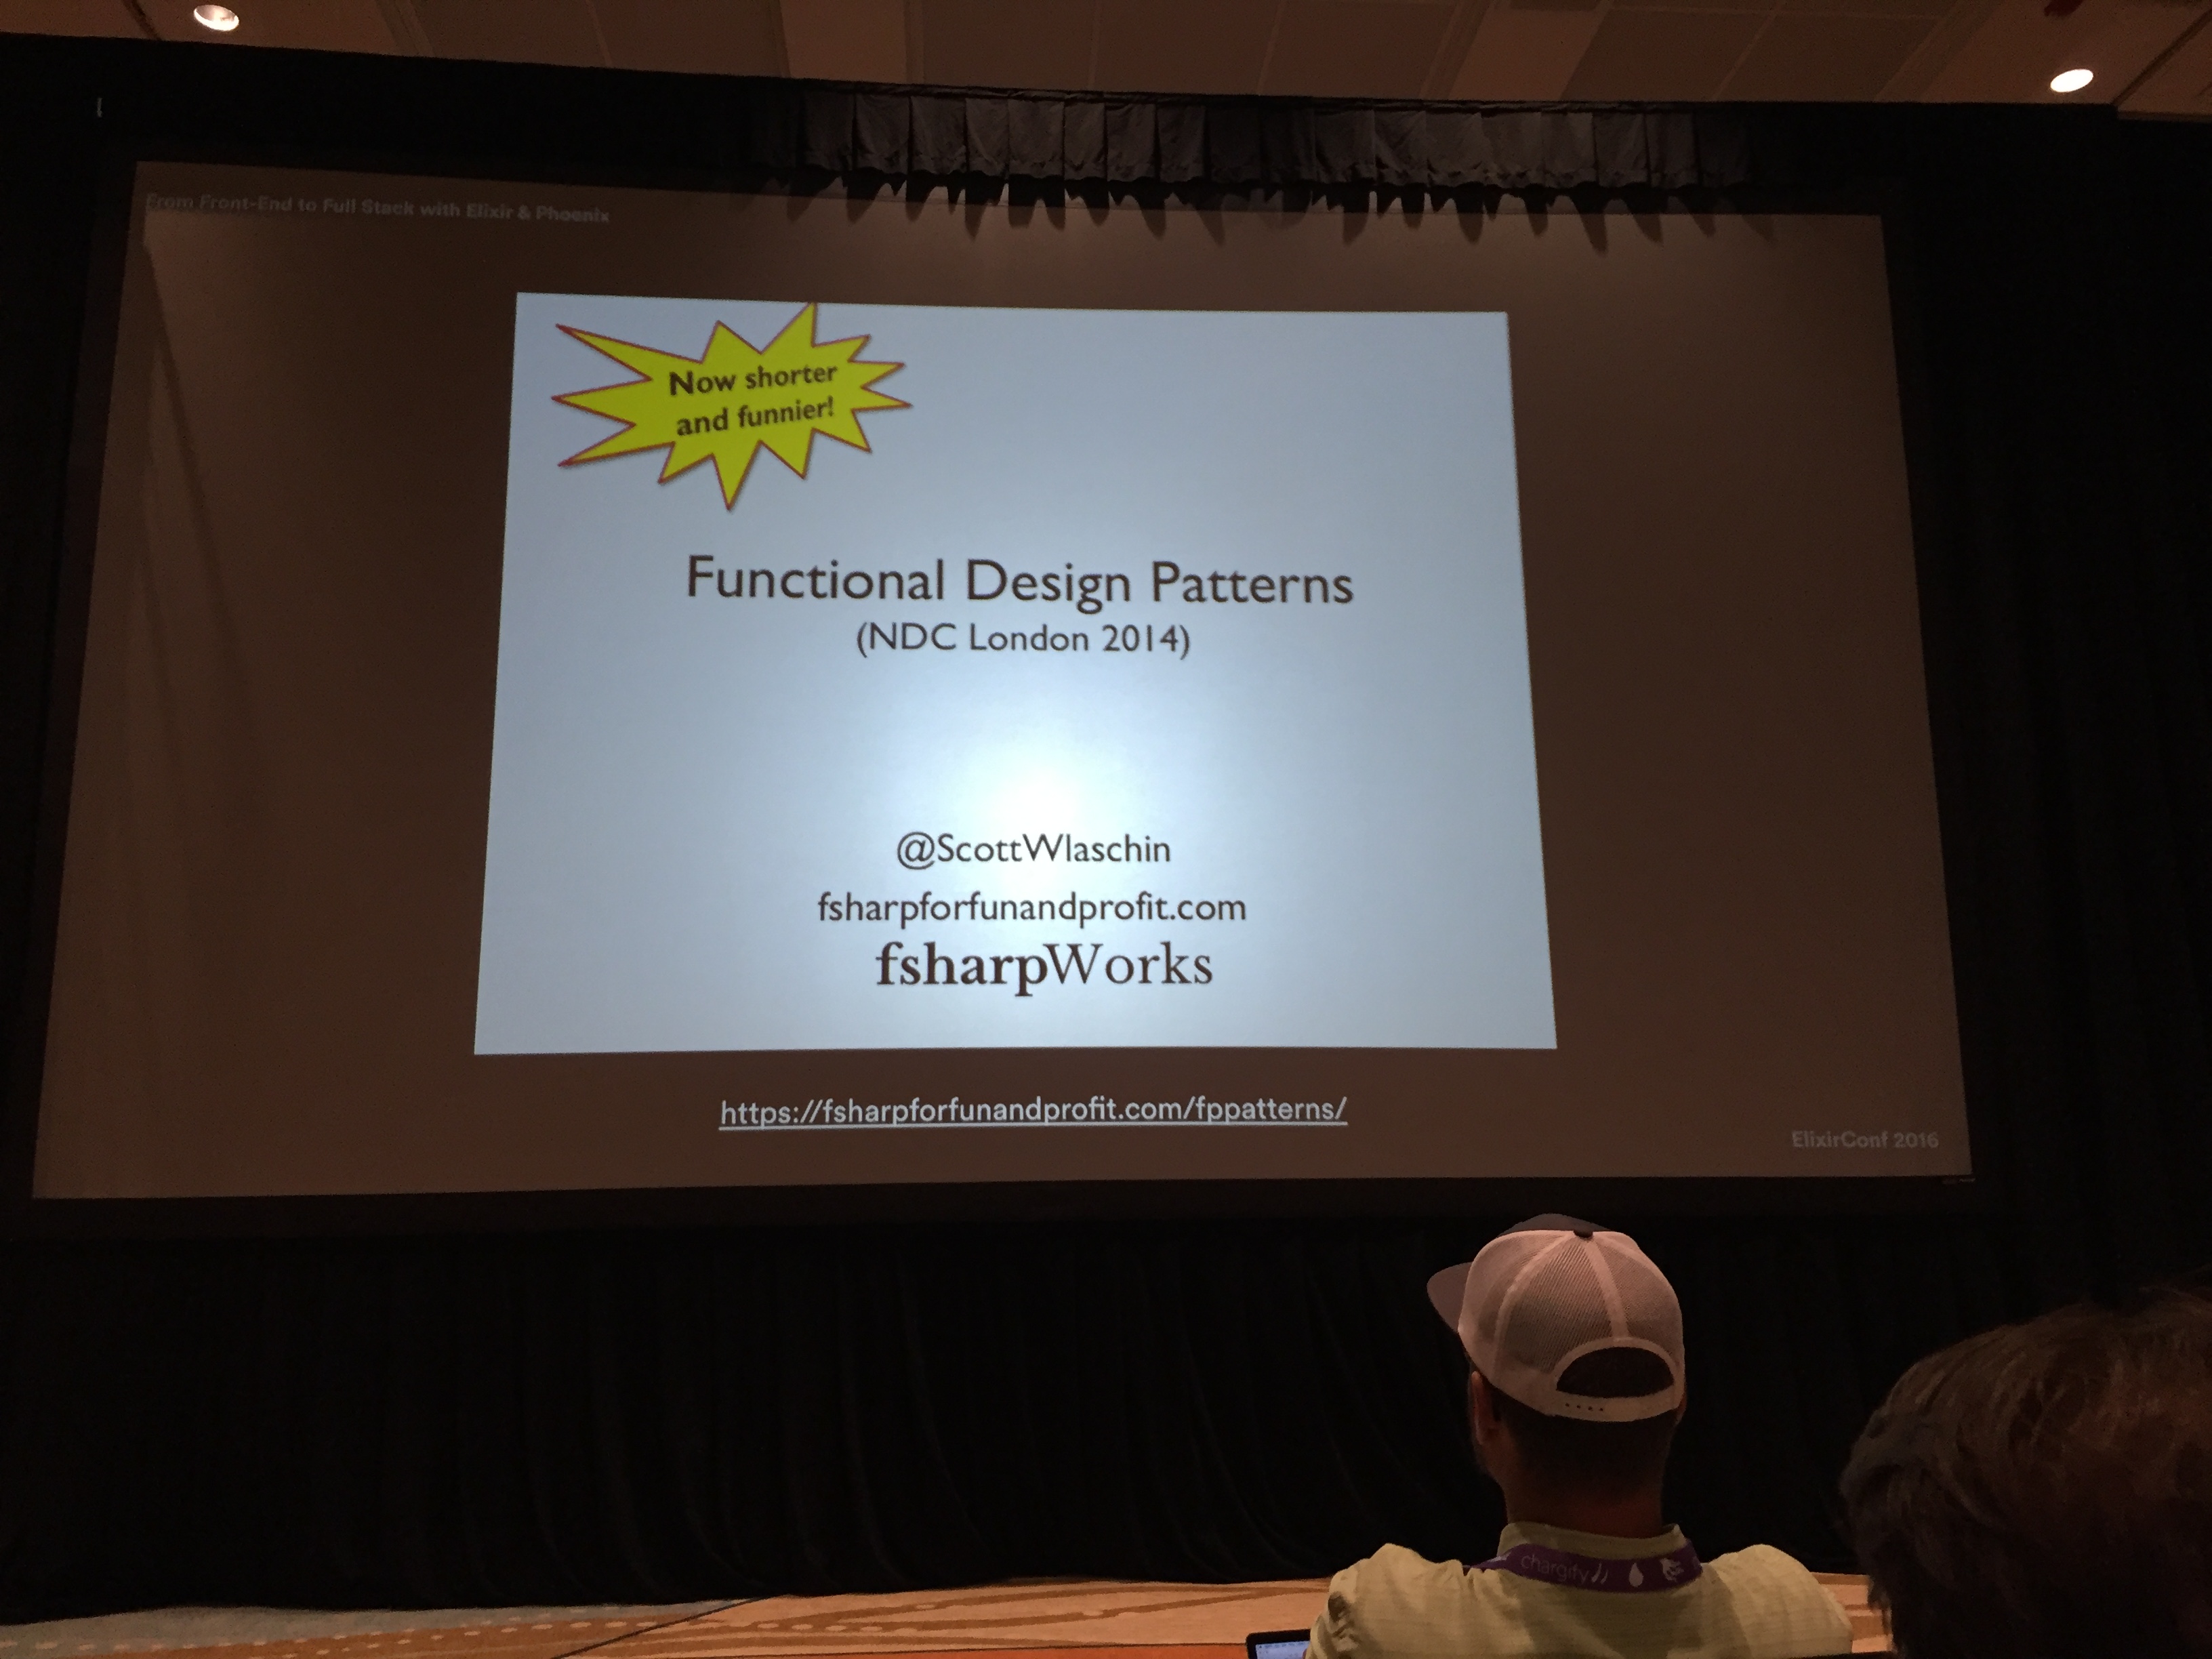 From Front-End to Full Stack with Elixir & Phoenix
Now shorter
and funnier!
Functional Design Patterns
(NDC London 2014)
@ScottWlaschin
fsharpforfunandprofit.com
fsharpWorks
https://fsharpforfunandprofit.com/fppatterns/
ElixirConf 2016
chargify